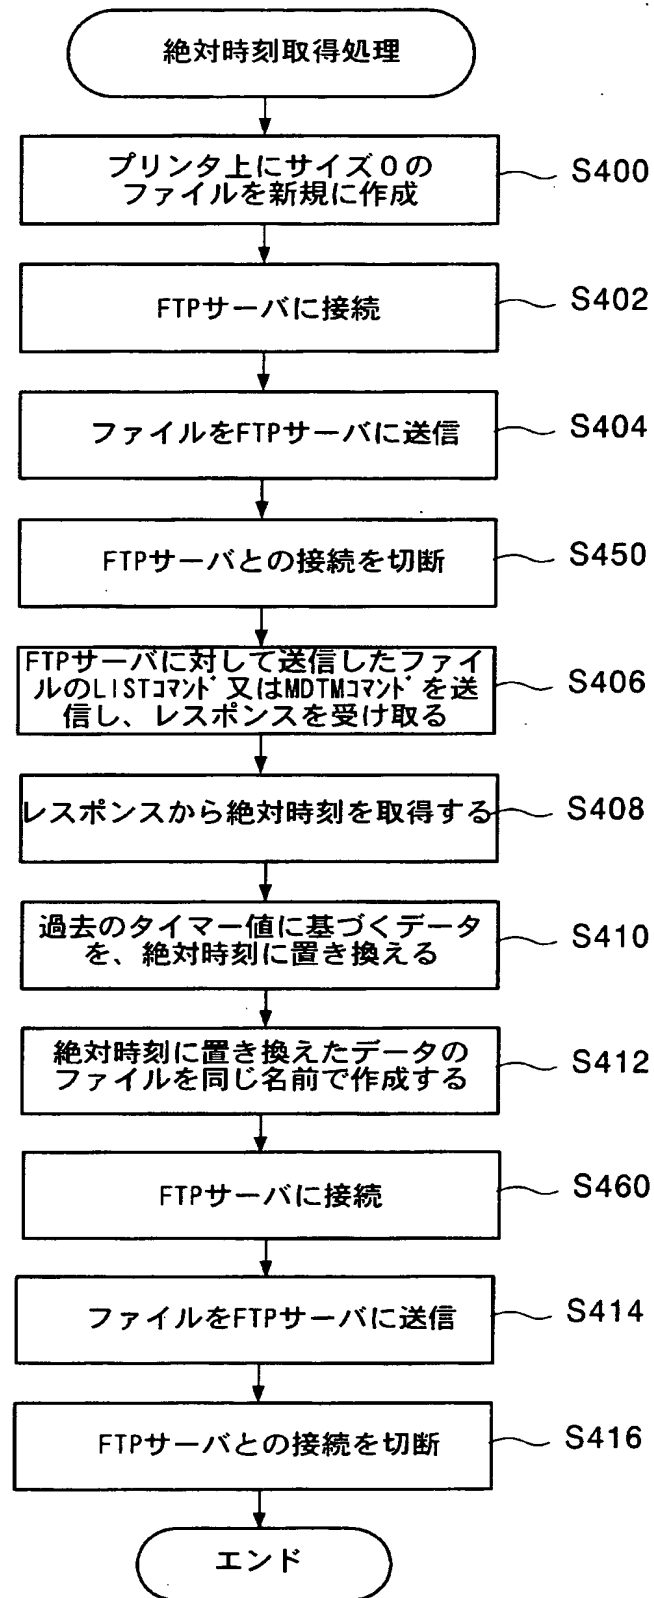 絶対時刻取得処理
プリンタ上にサイズ0の
ファイルを新規に作成
S400
FTPサーバに接続
S402
ファイルをFTPサーバに送信
S404
FTPサーバとの接続を切断
S450
FTPサーバに対して送信したファイ
ルのLISTコマンド又はMDTMコマンドを送
信し、レスポンスを受け取る
S406
レスポンスから絶対時刻を取得する
S408
過去のタイマー値に基づくデータ
を、絶対時刻に置き換える
S410
絶対時刻に置き換えたデータの
ファイルを同じ名前で作成する
S412
FTPサーバに接続
S460
ファイルをFTPサーバに送信
S414
FTPサーバとの接続を切断
S416
エンド